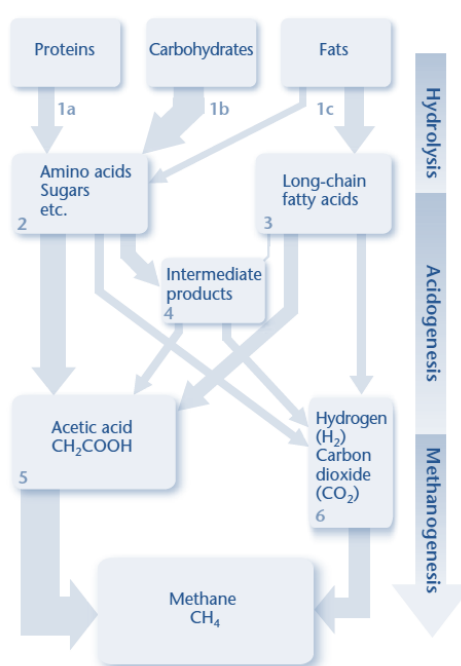 Proteins
Carbohydrates
Fats
1a
1b
1c
Hydrolysis
Amino acids
Sugars
etc.
2
Long-chain
fatty acids
3
Intermediate
products
4
Acidogenesis
Acetic acid
CH₂COOH
5
Hydrogen
(H₂)
Carbon
dioxide
(CO₂)
6
Methanogenesis
Methane
CH₄